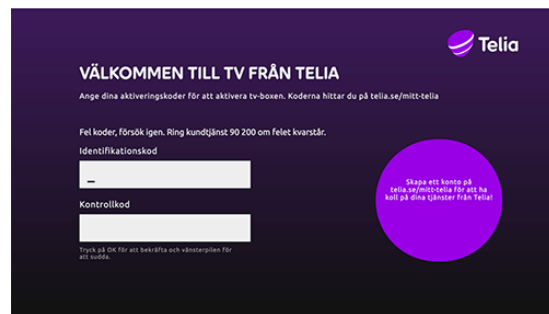 Telia
VÄLKOMMEN TILL TV FRÅN TELIA
Ange dina aktiveringskoder för att aktivera tv-boxen. Koderna hittar du på telia.se/mitt-telia
Fel koder, försök igen. Ring kundtjänst 90 200 om felet kvarstår.
Identifikationskod
_
Kontrollkod
Tryck på OK för att bekräfta och vänsterpilen för
att sudda.
Skapa ett konto på
telia.se/mitt-telia för att ha
koll på dina tjänster från Telia!